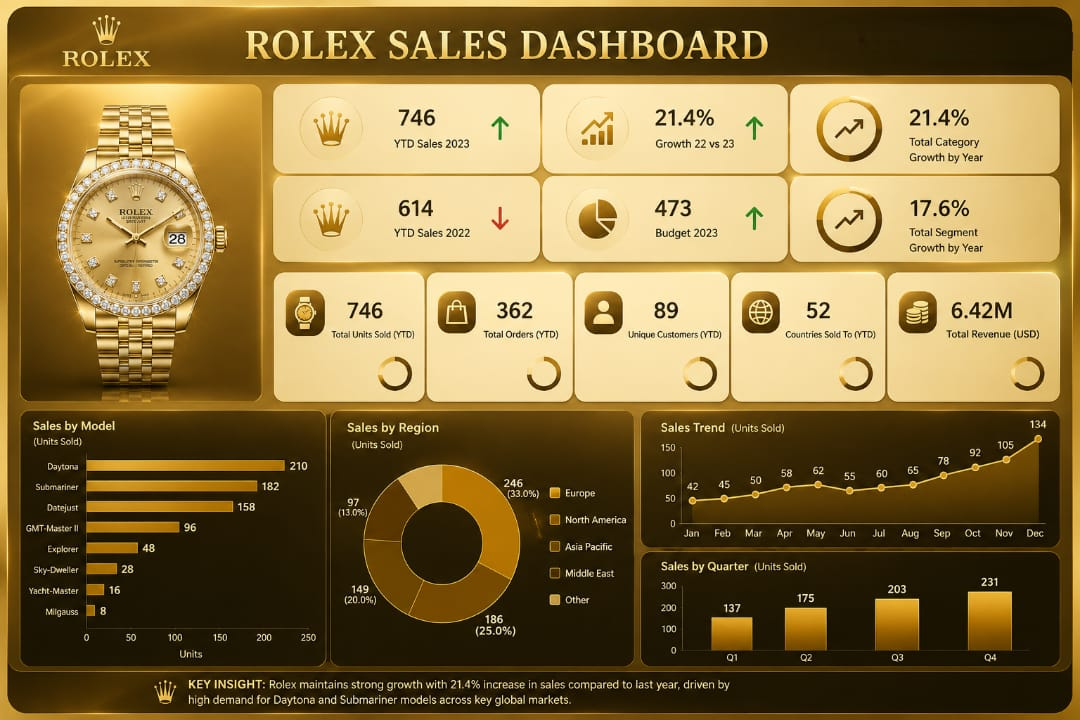 ROLEX
ROLEX SALES DASHBOARD
ROLEX
28
746
YTD Sales 2023
21.4%
Growth 22 vs 23
21.4%
Total Category
Growth by Year
614
YTD Sales 2022
473
Budget 2023
17.6%
Total Segment
Growth by Year
746
Total Units Sold (YTD)
362
Total Orders (YTD)
89
Unique Customers (YTD)
52
Countries Sold To (YTD)
6.42M
Total Revenue (USD)
Sales by Model
(Units Sold)
Daytona 210
Submariner 182
Datejust 158
GMT-Master II 96
Explorer 48
Sky-Dweller 28
Yacht-Master 16
Milgauss 8
0 50 100 150 200 250
Units
Sales by Region
(Units Sold)
246
(33.0%)
97
(13.0%)
149
(20.0%)
186
(25.0%)
Europe
North America
Asia Pacific
Middle East
Other
Sales Trend (Units Sold)
150
100
50
0
42 45 50 58 62 55 60 65 78 92 105 134
Jan Feb Mar Apr May Jun Jul Aug Sep Oct Nov Dec
Sales by Quarter (Units Sold)
300
200
100
0
137 175 203 231
Q1 Q2 Q3 Q4
KEY INSIGHT: Rolex maintains strong growth with 21.4% increase in sales compared to last year, driven by
high demand for Daytona and Submariner models across key global markets.